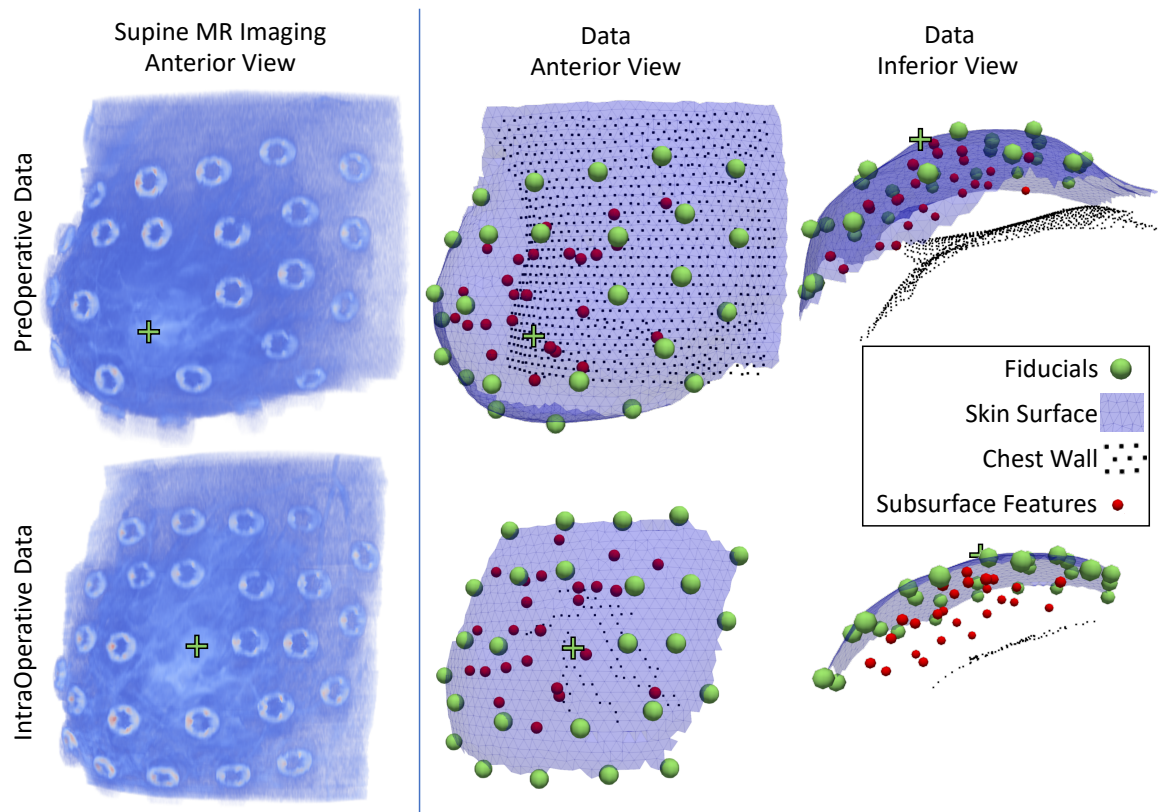 Supine MR Imaging
Anterior View
Data
Anterior View
Data
Inferior View
PreOperative Data
Fiducials
Skin Surface
Chest Wall
Subsurface Features
IntraOperative Data